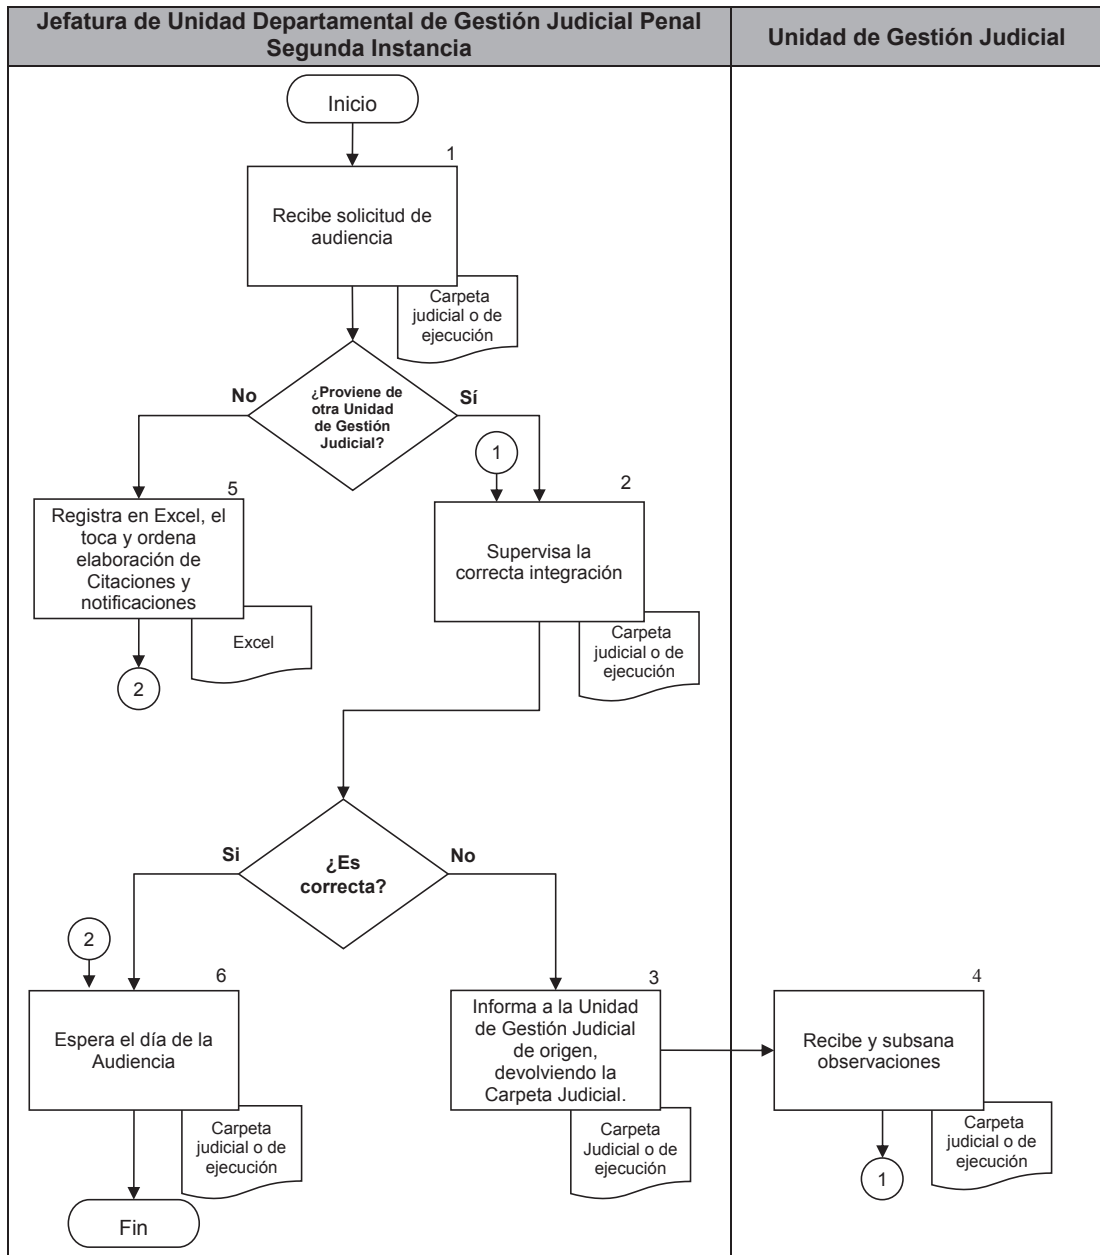 Jefatura de Unidad Departamental de Gestión Judicial Penal
Segunda Instancia
Unidad de Gestión Judicial
Inicio
1
Recibe solicitud de
audiencia
Carpeta
judicial o de
ejecución
No
¿Proviene de
otra Unidad
de Gestión
Judicial?
Sí
1
5
Registra en Excel, el
toca y ordena
elaboración de
Citaciones y
notificaciones
Excel
2
2
Supervisa la
correcta integración
Carpeta
judicial o de
ejecución
Si
¿Es
correcta?
No
2
6
Espera el día de la
Audiencia
Carpeta
judicial o de
ejecución
Fin
3
Informa a la Unidad
de Gestión Judicial
de origen,
devolviendo la
Carpeta Judicial.
Carpeta
Judicial o de
ejecución
4
Recibe y subsana
observaciones
Carpeta
judicial o de
ejecución
1